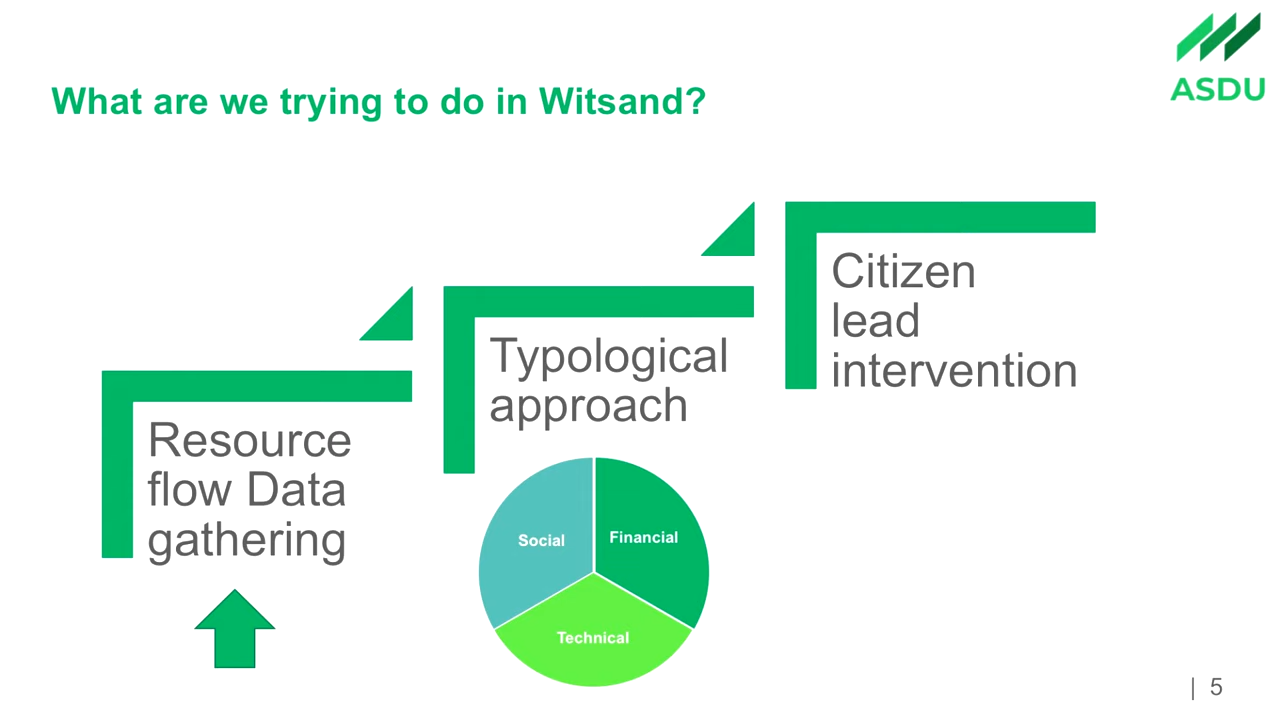 What are we trying to do in Witsand?
ASDU
Resource
flow Data
gathering
Typological
approach
Citizen
lead
intervention
Social
Financial
Technical
| 5